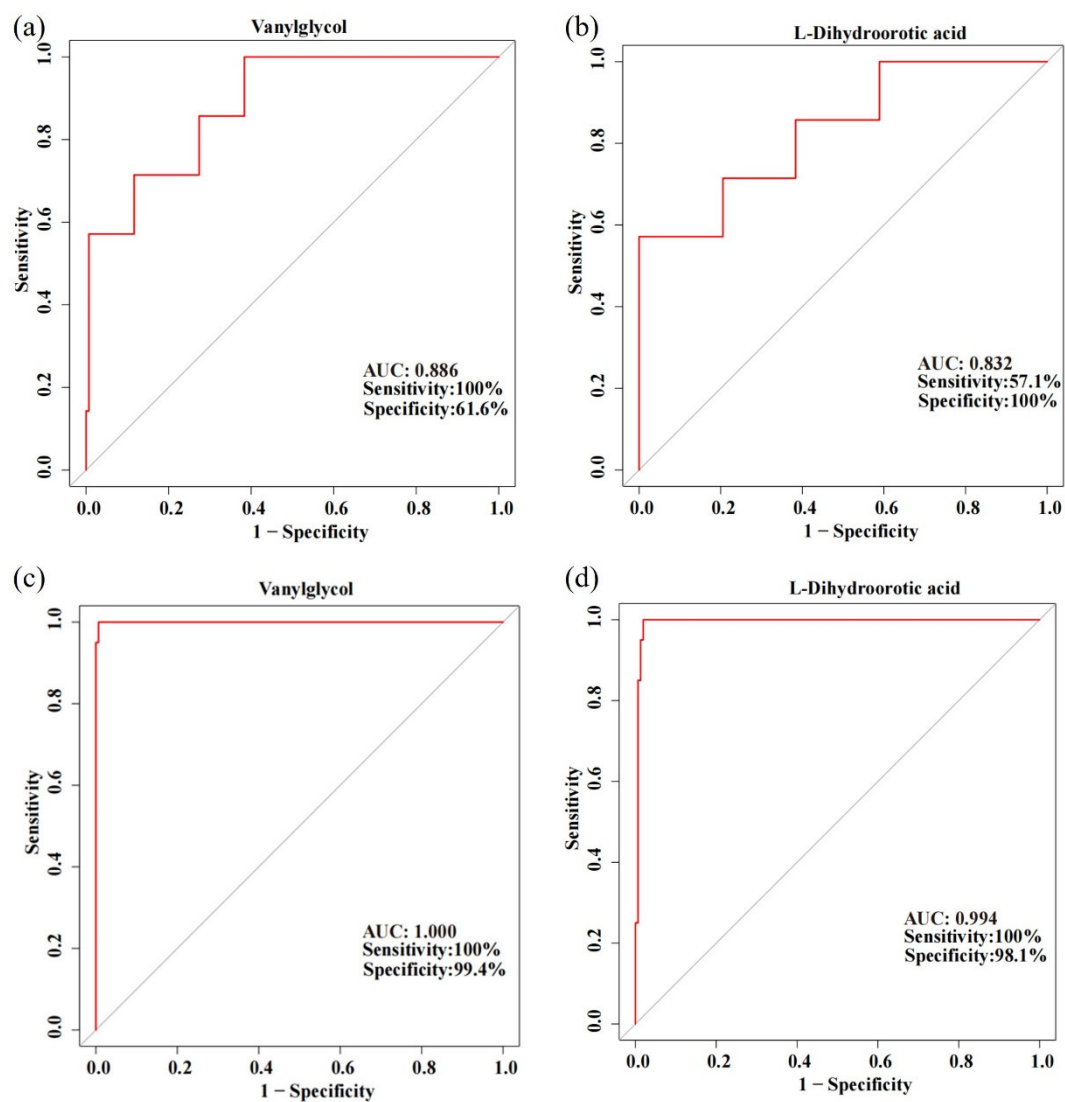 (a)
Vanylglycol
Sensitivity
1.0
0.8
0.6
0.4
0.2
0.0
AUC: 0.886
Sensitivity:100%
Specificity:61.6%
0.0 0.2 0.4 0.6 0.8 1.0
1 − Specificity
(b)
L-Dihydroorotic acid
Sensitivity
1.0
0.8
0.6
0.4
0.2
0.0
AUC: 0.832
Sensitivity:57.1%
Specificity:100%
0.0 0.2 0.4 0.6 0.8 1.0
1 − Specificity
(c)
Vanylglycol
Sensitivity
1.0
0.8
0.6
0.4
0.2
0.0
AUC: 1.000
Sensitivity:100%
Specificity:99.4%
0.0 0.2 0.4 0.6 0.8 1.0
1 − Specificity
(d)
L-Dihydroorotic acid
Sensitivity
1.0
0.8
0.6
0.4
0.2
0.0
AUC: 0.994
Sensitivity:100%
Specificity:98.1%
0.0 0.2 0.4 0.6 0.8 1.0
1 − Specificity